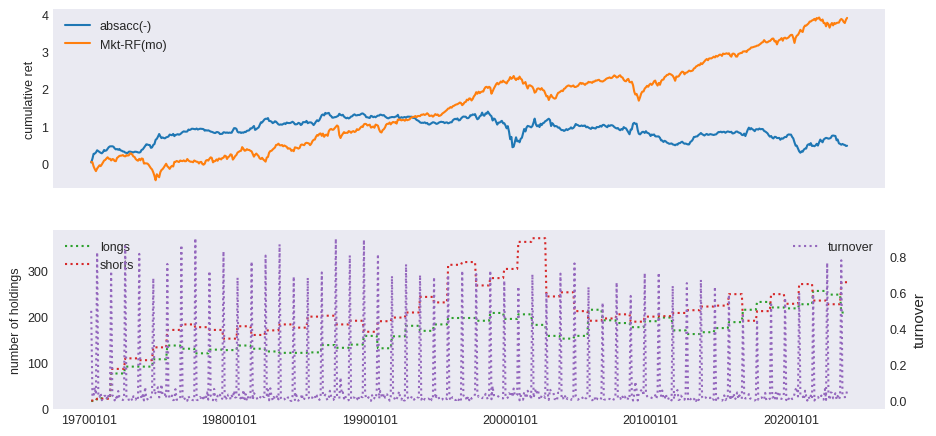 4
3
2
1
0
cumulative ret
absacc(-)
Mkt-RF(mo)
300
200
100
0
number of holdings
longs
shorts
turnover
0.8
0.6
0.4
0.2
0.0
turnover
19700101
19800101
19900101
20000101
20100101
20200101